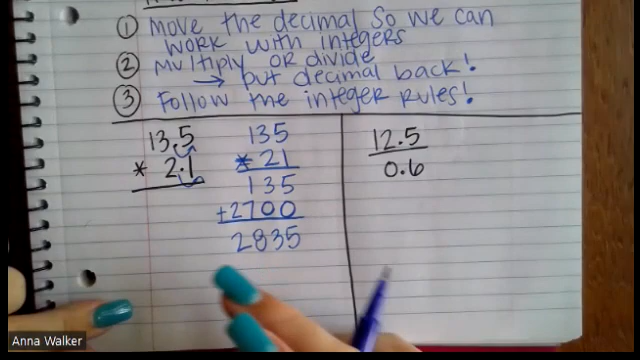 ① Move the decimal So we can
work with integers
② multiply or divide
→ put decimal back!
③ Follow the integer Rules!
13.5
* 2.1
135
* 21
135
+2700
2835
12.5
0.6
Anna Walker